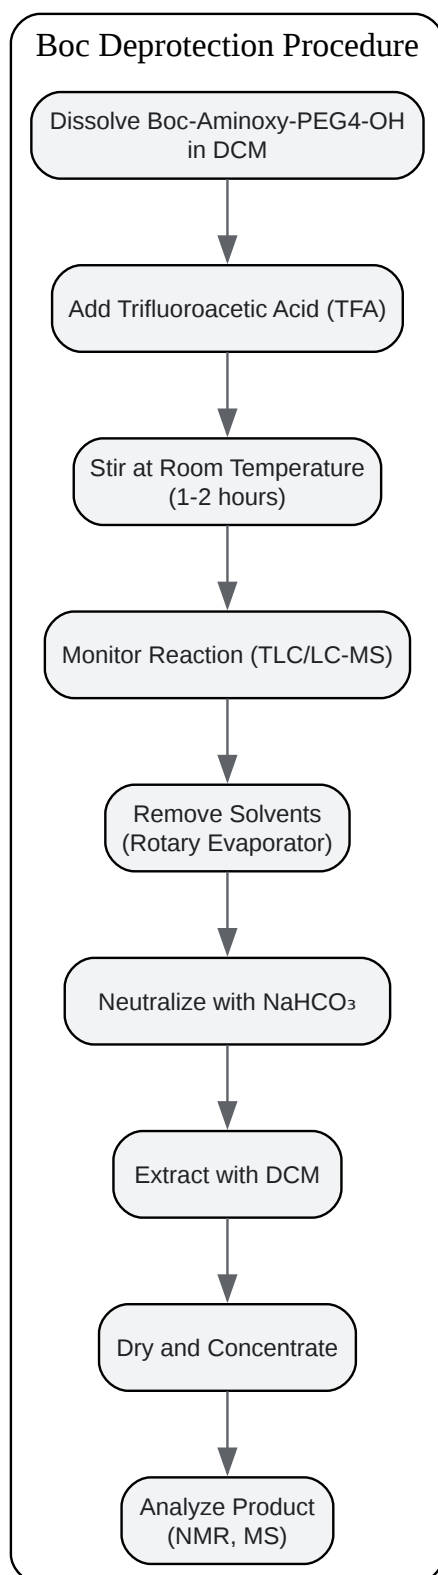 Boc Deprotection Procedure
Dissolve Boc-Aminoxy-PEG4-OH
in DCM
Add Trifluoroacetic Acid (TFA)
Stir at Room Temperature
(1-2 hours)
Monitor Reaction (TLC/LC-MS)
Remove Solvents
(Rotary Evaporator)
Neutralize with NaHCO₃
Extract with DCM
Dry and Concentrate
Analyze Product
(NMR, MS)